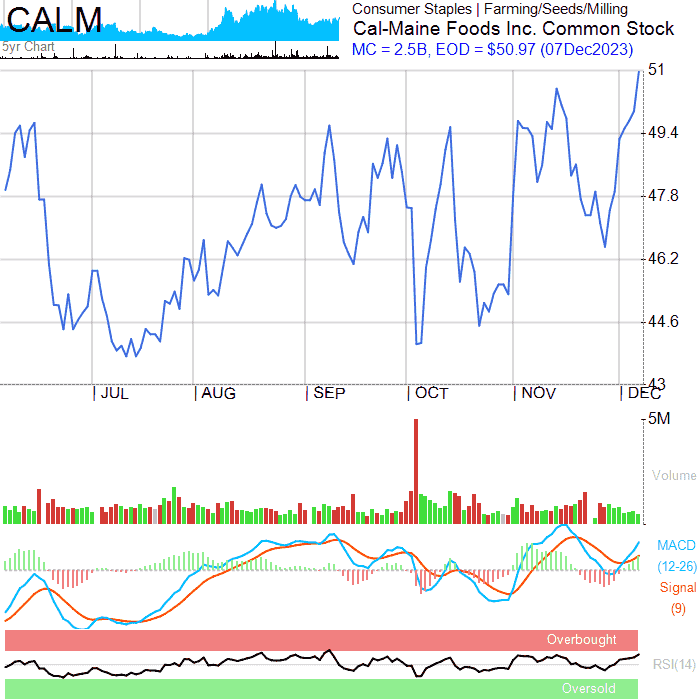 CALM
5yr Chart
Consumer Staples | Farming/Seeds/Milling
Cal-Maine Foods Inc. Common Stock
MC = 2.5B, EOD = $50.97 (07Dec2023)
51
49.4
47.8
46.2
44.6
43
JUL AUG SEP OCT NOV DEC
5M
Volume
MACD
(12-26)
Signal
(9)
Overbought
RSI(14)
Oversold